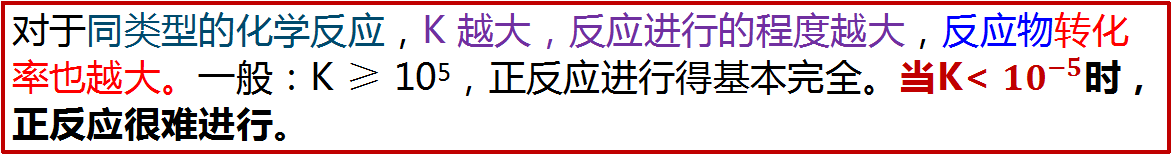 对于同类型的化学反应，K 越大，反应进行的程度越大，反应物转化
率也越大。一般：K ≥ 10⁵，正反应进行得基本完全。当K< 10⁻⁵时，
正反应很难进行。